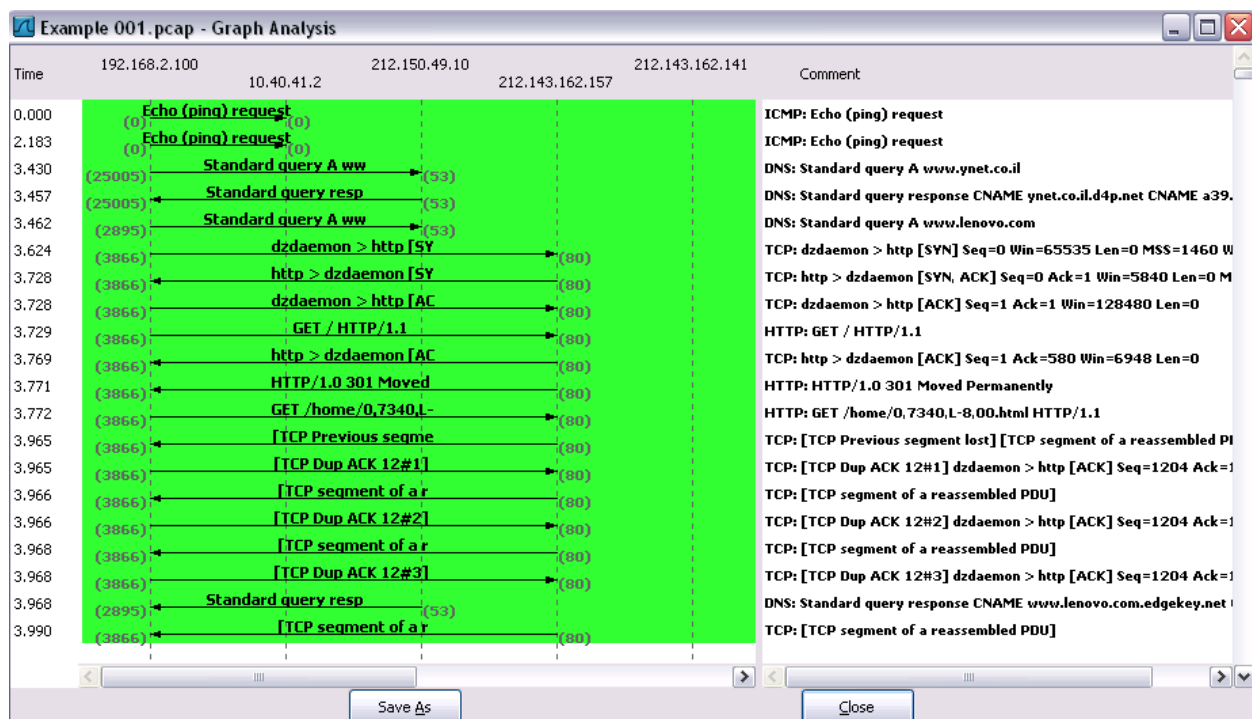 Example 001.pcap - Graph Analysis
Time 192.168.2.100 10.40.41.2 212.150.49.10 212.143.162.157 212.143.162.141 Comment
0.000 Echo (ping) request ICMP: Echo (ping) request
(0) (0)
2.183 Echo (ping) request ICMP: Echo (ping) request
(0) (0)
3.430 Standard query A ww DNS: Standard query A www.ynet.co.il
(25005) (53)
3.457 Standard query resp DNS: Standard query response CNAME ynet.co.il.d4p.net CNAME a39.
(25005) (53)
3.462 Standard query A ww DNS: Standard query A www.lenovo.com
(2895) (53)
3.624 dzdaemon > http [SY TCP: dzdaemon > http [SYN] Seq=0 Win=65535 Len=0 MSS=1460 W
(3866) (80)
3.728 http > dzdaemon [SY TCP: http > dzdaemon [SYN, ACK] Seq=0 Ack=1 Win=5840 Len=0 M
(3866) (80)
3.728 dzdaemon > http [AC TCP: dzdaemon > http [ACK] Seq=1 Ack=1 Win=128480 Len=0
(3866) (80)
3.729 GET / HTTP/1.1 HTTP: GET / HTTP/1.1
(3866) (80)
3.769 http > dzdaemon [AC TCP: http > dzdaemon [ACK] Seq=1 Ack=580 Win=6948 Len=0
(3866) (80)
3.771 HTTP/1.0 301 Moved HTTP: HTTP/1.0 301 Moved Permanently
(3866) (80)
3.772 GET /home/0,7340,L- HTTP: GET /home/0,7340,L-8,00.html HTTP/1.1
(3866) (80)
3.965 [TCP Previous segme TCP: [TCP Previous segment lost] [TCP segment of a reassembled PI
(3866) (80)
3.965 [TCP Dup ACK 12#1] TCP: [TCP Dup ACK 12#1] dzdaemon > http [ACK] Seq=1204 Ack=1
(3866) (80)
3.966 [TCP segment of a r TCP: [TCP segment of a reassembled PDU]
(3866) (80)
3.966 [TCP Dup ACK 12#2] TCP: [TCP Dup ACK 12#2] dzdaemon > http [ACK] Seq=1204 Ack=1
(3866) (80)
3.968 [TCP segment of a r TCP: [TCP segment of a reassembled PDU]
(3866) (80)
3.968 [TCP Dup ACK 12#3] TCP: [TCP Dup ACK 12#3] dzdaemon > http [ACK] Seq=1204 Ack=1
(3866) (80)
3.968 Standard query resp DNS: Standard query response CNAME www.lenovo.com.edgekey.net
(2895) (53)
3.990 [TCP segment of a r TCP: [TCP segment of a reassembled PDU]
(3866) (80)
Save As Close